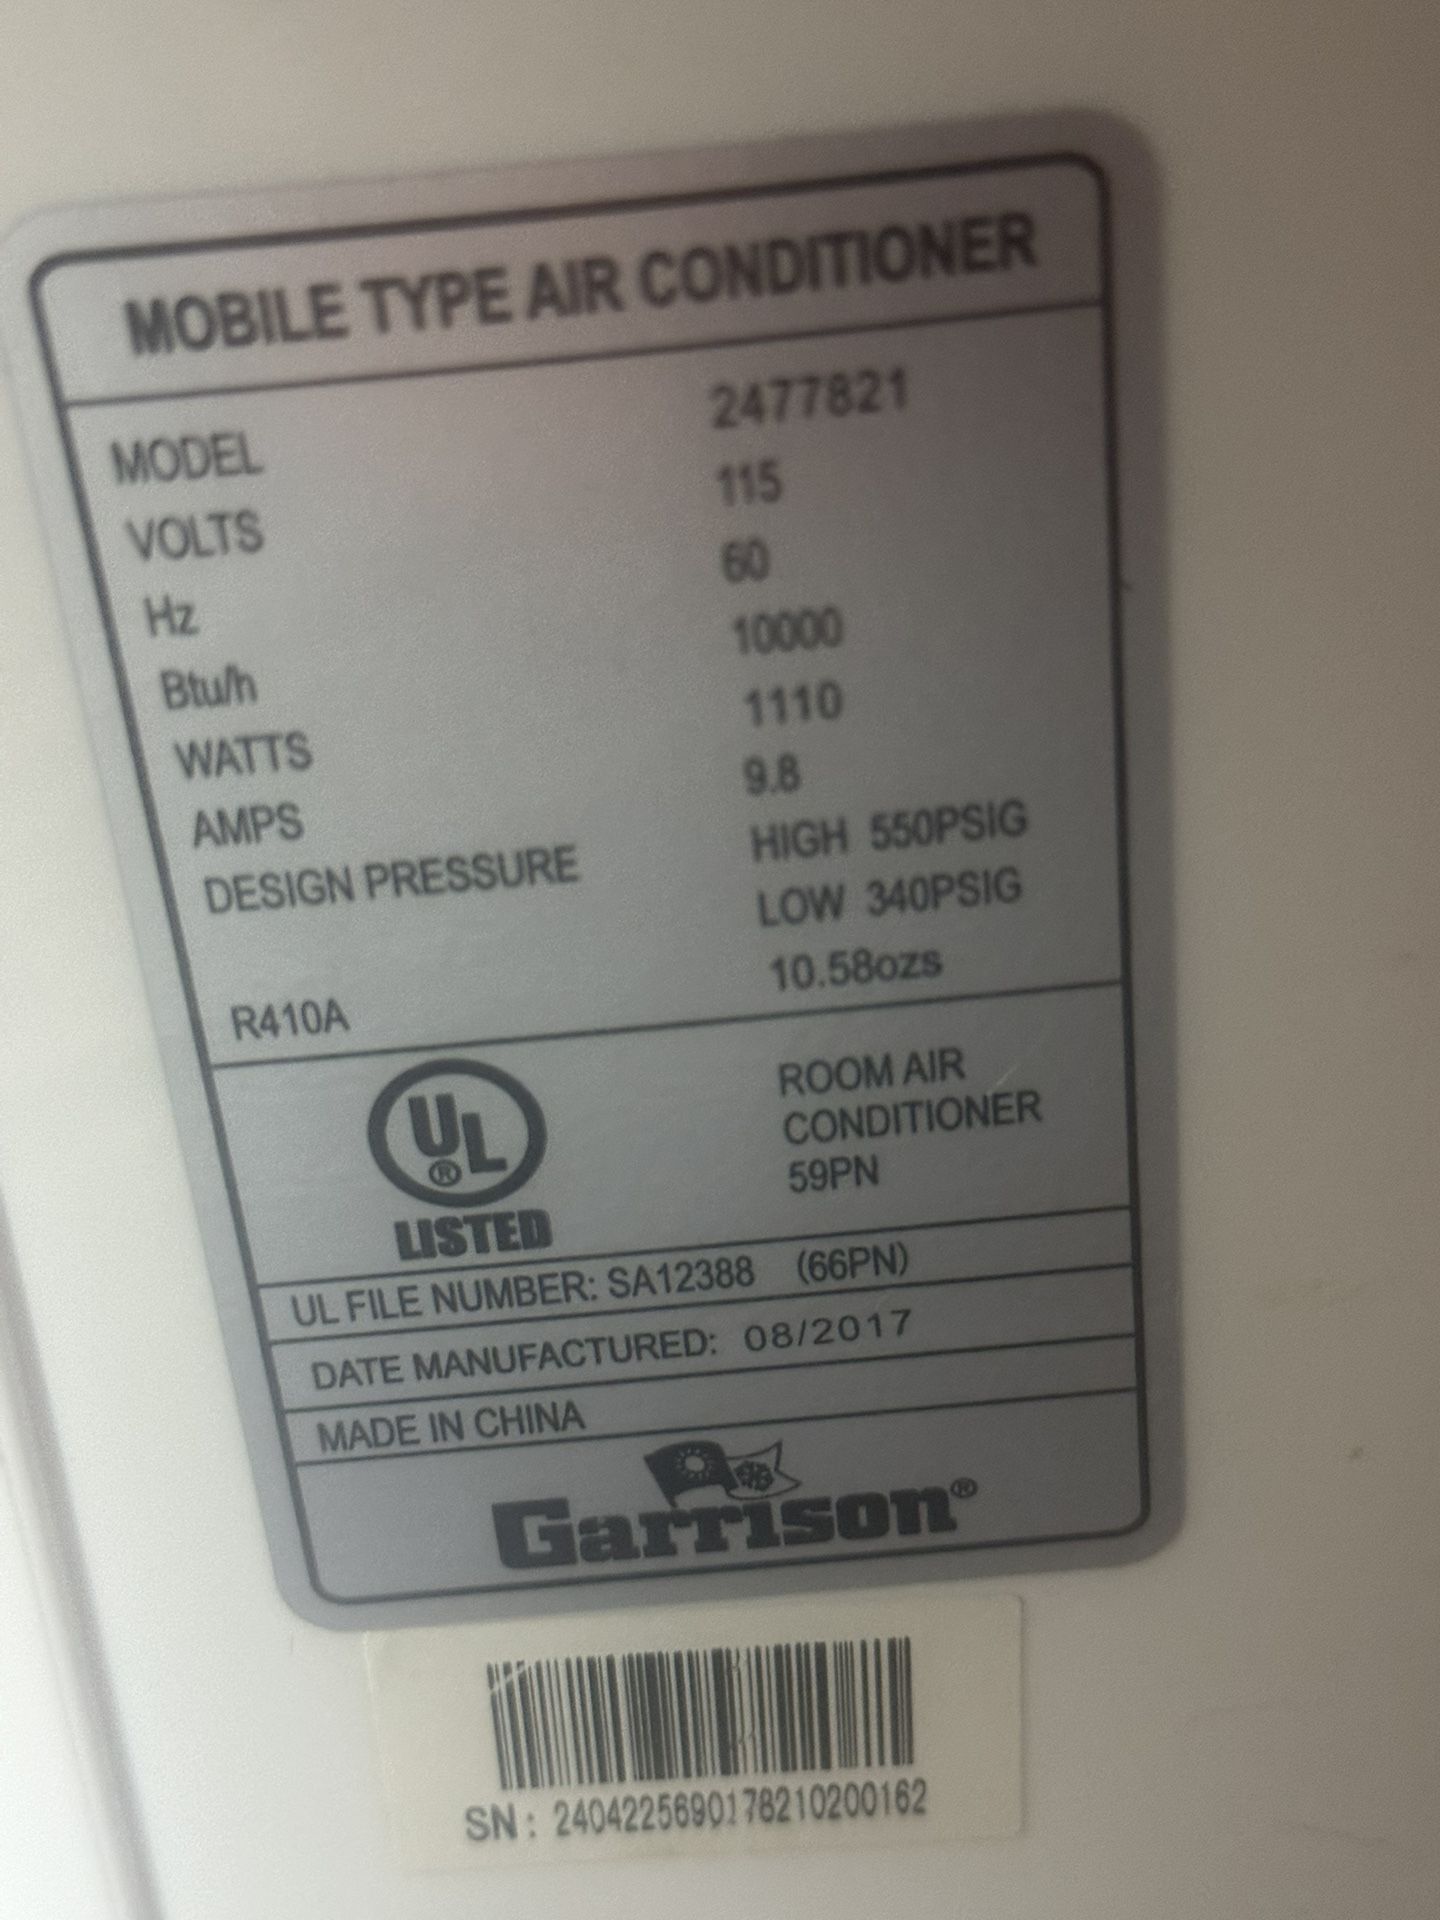 MOBILE TYPE AIR CONDITIONER
MODEL 2477821
VOLTS 115
Hz 60
Btu/h 10000
WATTS 1110
AMPS 9.8
DESIGN PRESSURE HIGH 550PSIG
LOW 340PSIG
R410A 10.58ozs
UL®
LISTED
ROOM AIR
CONDITIONER
59PN
UL FILE NUMBER: SA12388 (66PN)
DATE MANUFACTURED: 08/2017
MADE IN CHINA
Garrison®
SN: 2404225690178210200162